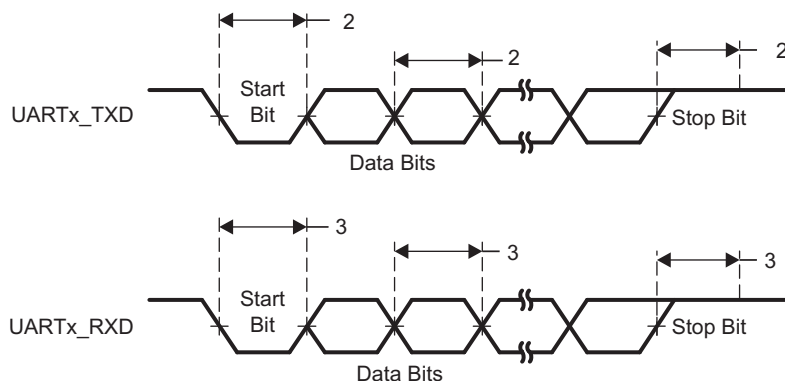 2
2
2
UARTx_TXD
Start
Bit
Stop Bit
Data Bits
3
3
3
UARTx_RXD
Start
Bit
Stop Bit
Data Bits